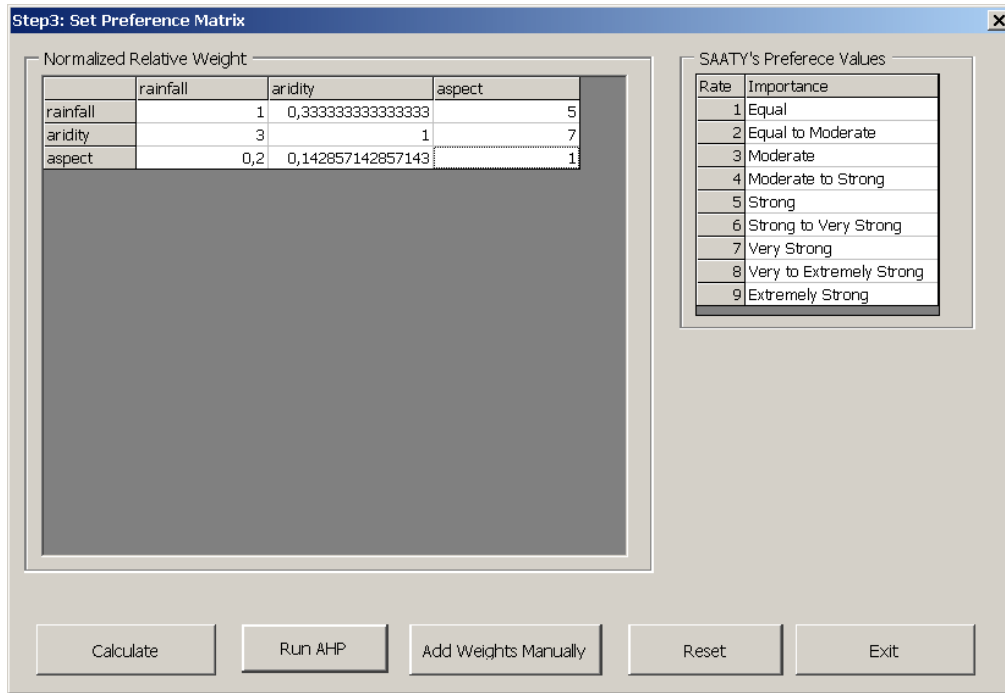 Step3: Set Preference Matrix
Normalized Relative Weight
rainfall aridity aspect
rainfall 1 0,333333333333333 5
aridity 3 1 7
aspect 0,2 0,142857142857143 1
SAATY's Preferece Values
Rate Importance
1 Equal
2 Equal to Moderate
3 Moderate
4 Moderate to Strong
5 Strong
6 Strong to Very Strong
7 Very Strong
8 Very to Extremely Strong
9 Extremely Strong
Calculate Run AHP Add Weights Manually Reset Exit